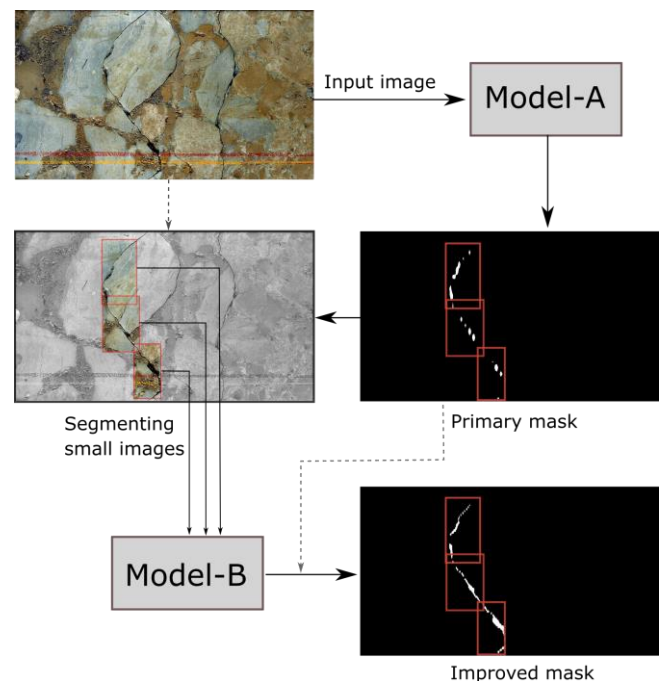 Input image
Model-A
Segmenting
small images
Primary mask
Model-B
Improved mask